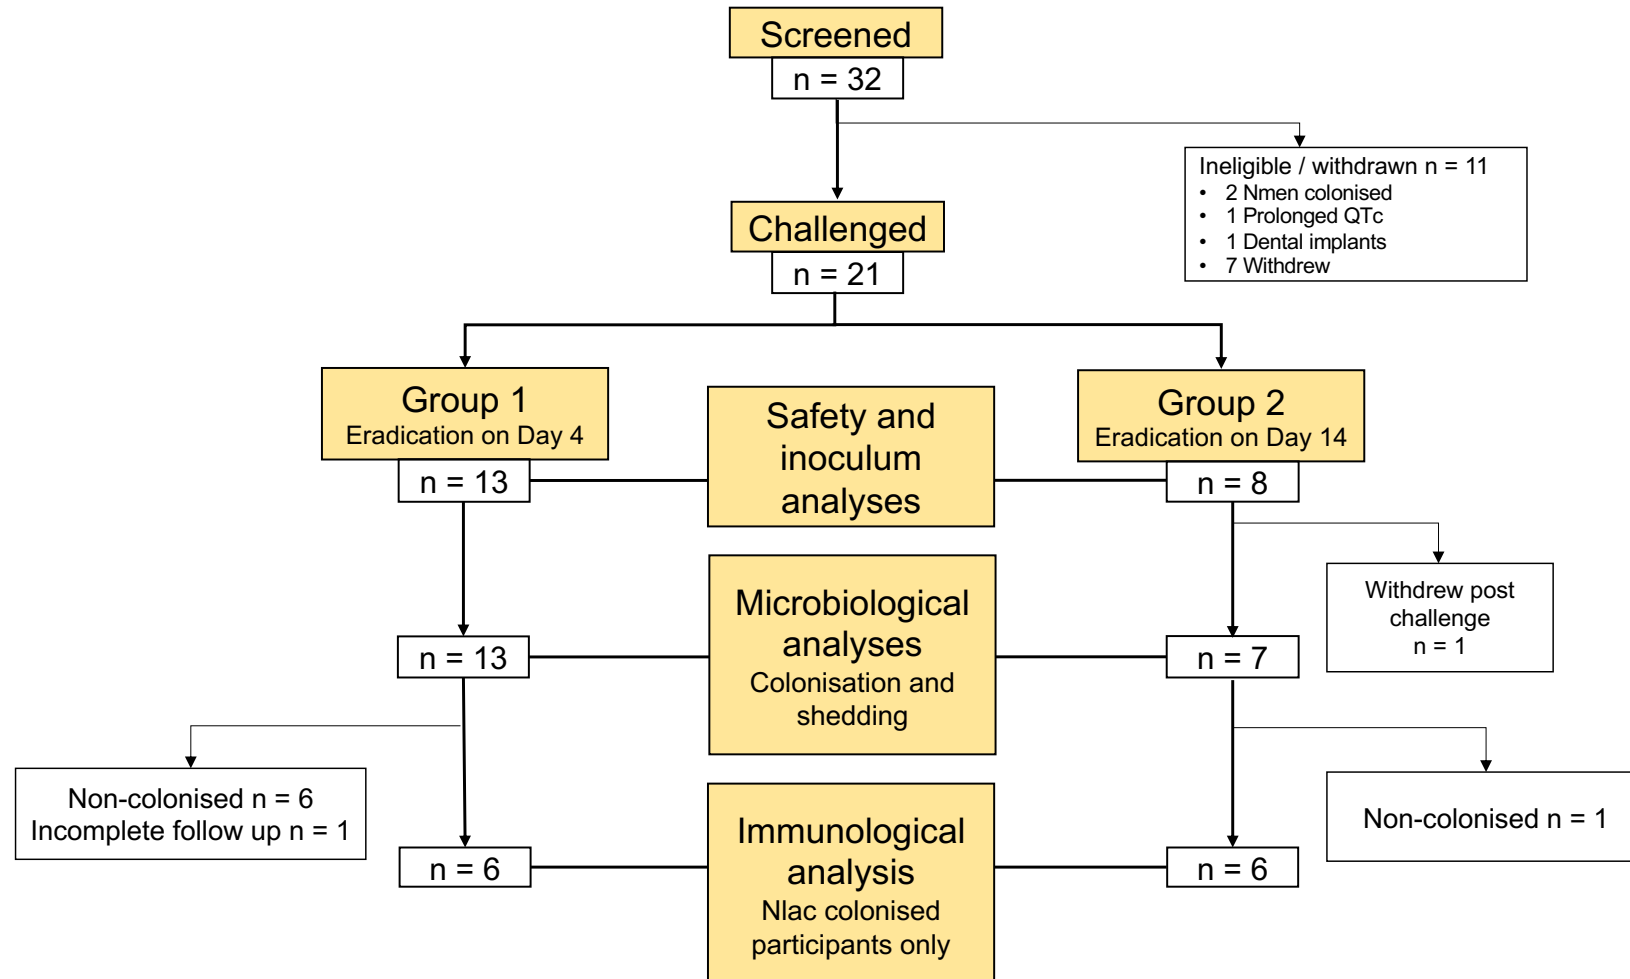 Screened
n = 32
Ineligible / withdrawn n = 11
• 2 Nmen colonised
• 1 Prolonged QTc
• 1 Dental implants
• 7 Withdrew
Challenged
n = 21
Group 1
Eradication on Day 4
n = 13
Safety and
inoculum
analyses
Group 2
Eradication on Day 14
n = 8
Withdrew post
challenge
n = 1
n = 13
Microbiological
analyses
Colonisation and
shedding
n = 7
Non-colonised n = 6
Incomplete follow up n = 1
Non-colonised n = 1
n = 6
Immunological
analysis
Nlac colonised
participants only
n = 6